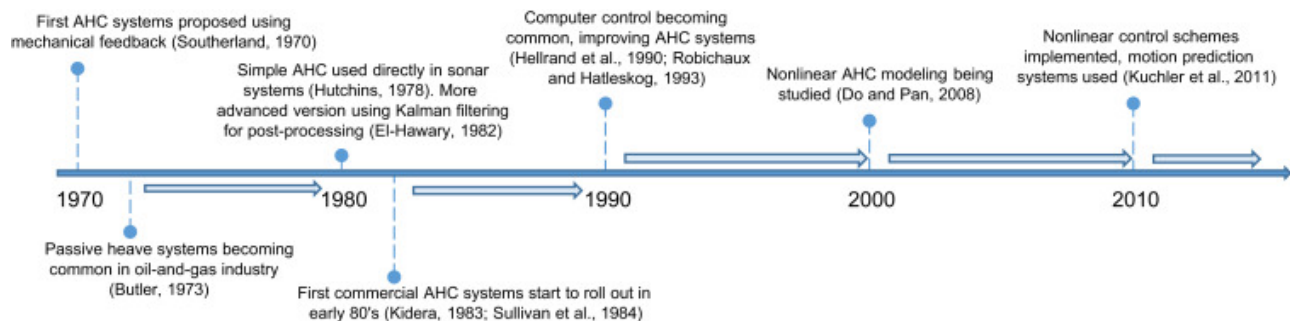 First AHC systems proposed using
mechanical feedback (Southerland, 1970)
Simple AHC used directly in sonar
systems (Hutchins, 1978). More
advanced version using Kalman filtering
for post-processing (El-Hawary, 1982)
Computer control becoming
common, improving AHC systems
(Hellrand et al., 1990; Robichaux
and Hatleskog, 1993)
Nonlinear AHC modeling being
studied (Do and Pan, 2008)
Nonlinear control schemes
implemented, motion prediction
systems used (Kuchler et al., 2011)
1970
1980
1990
2000
2010
Passive heave systems becoming
common in oil-and-gas industry
(Butler, 1973)
First commercial AHC systems start to roll out in
early 80's (Kidera, 1983; Sullivan et al., 1984)